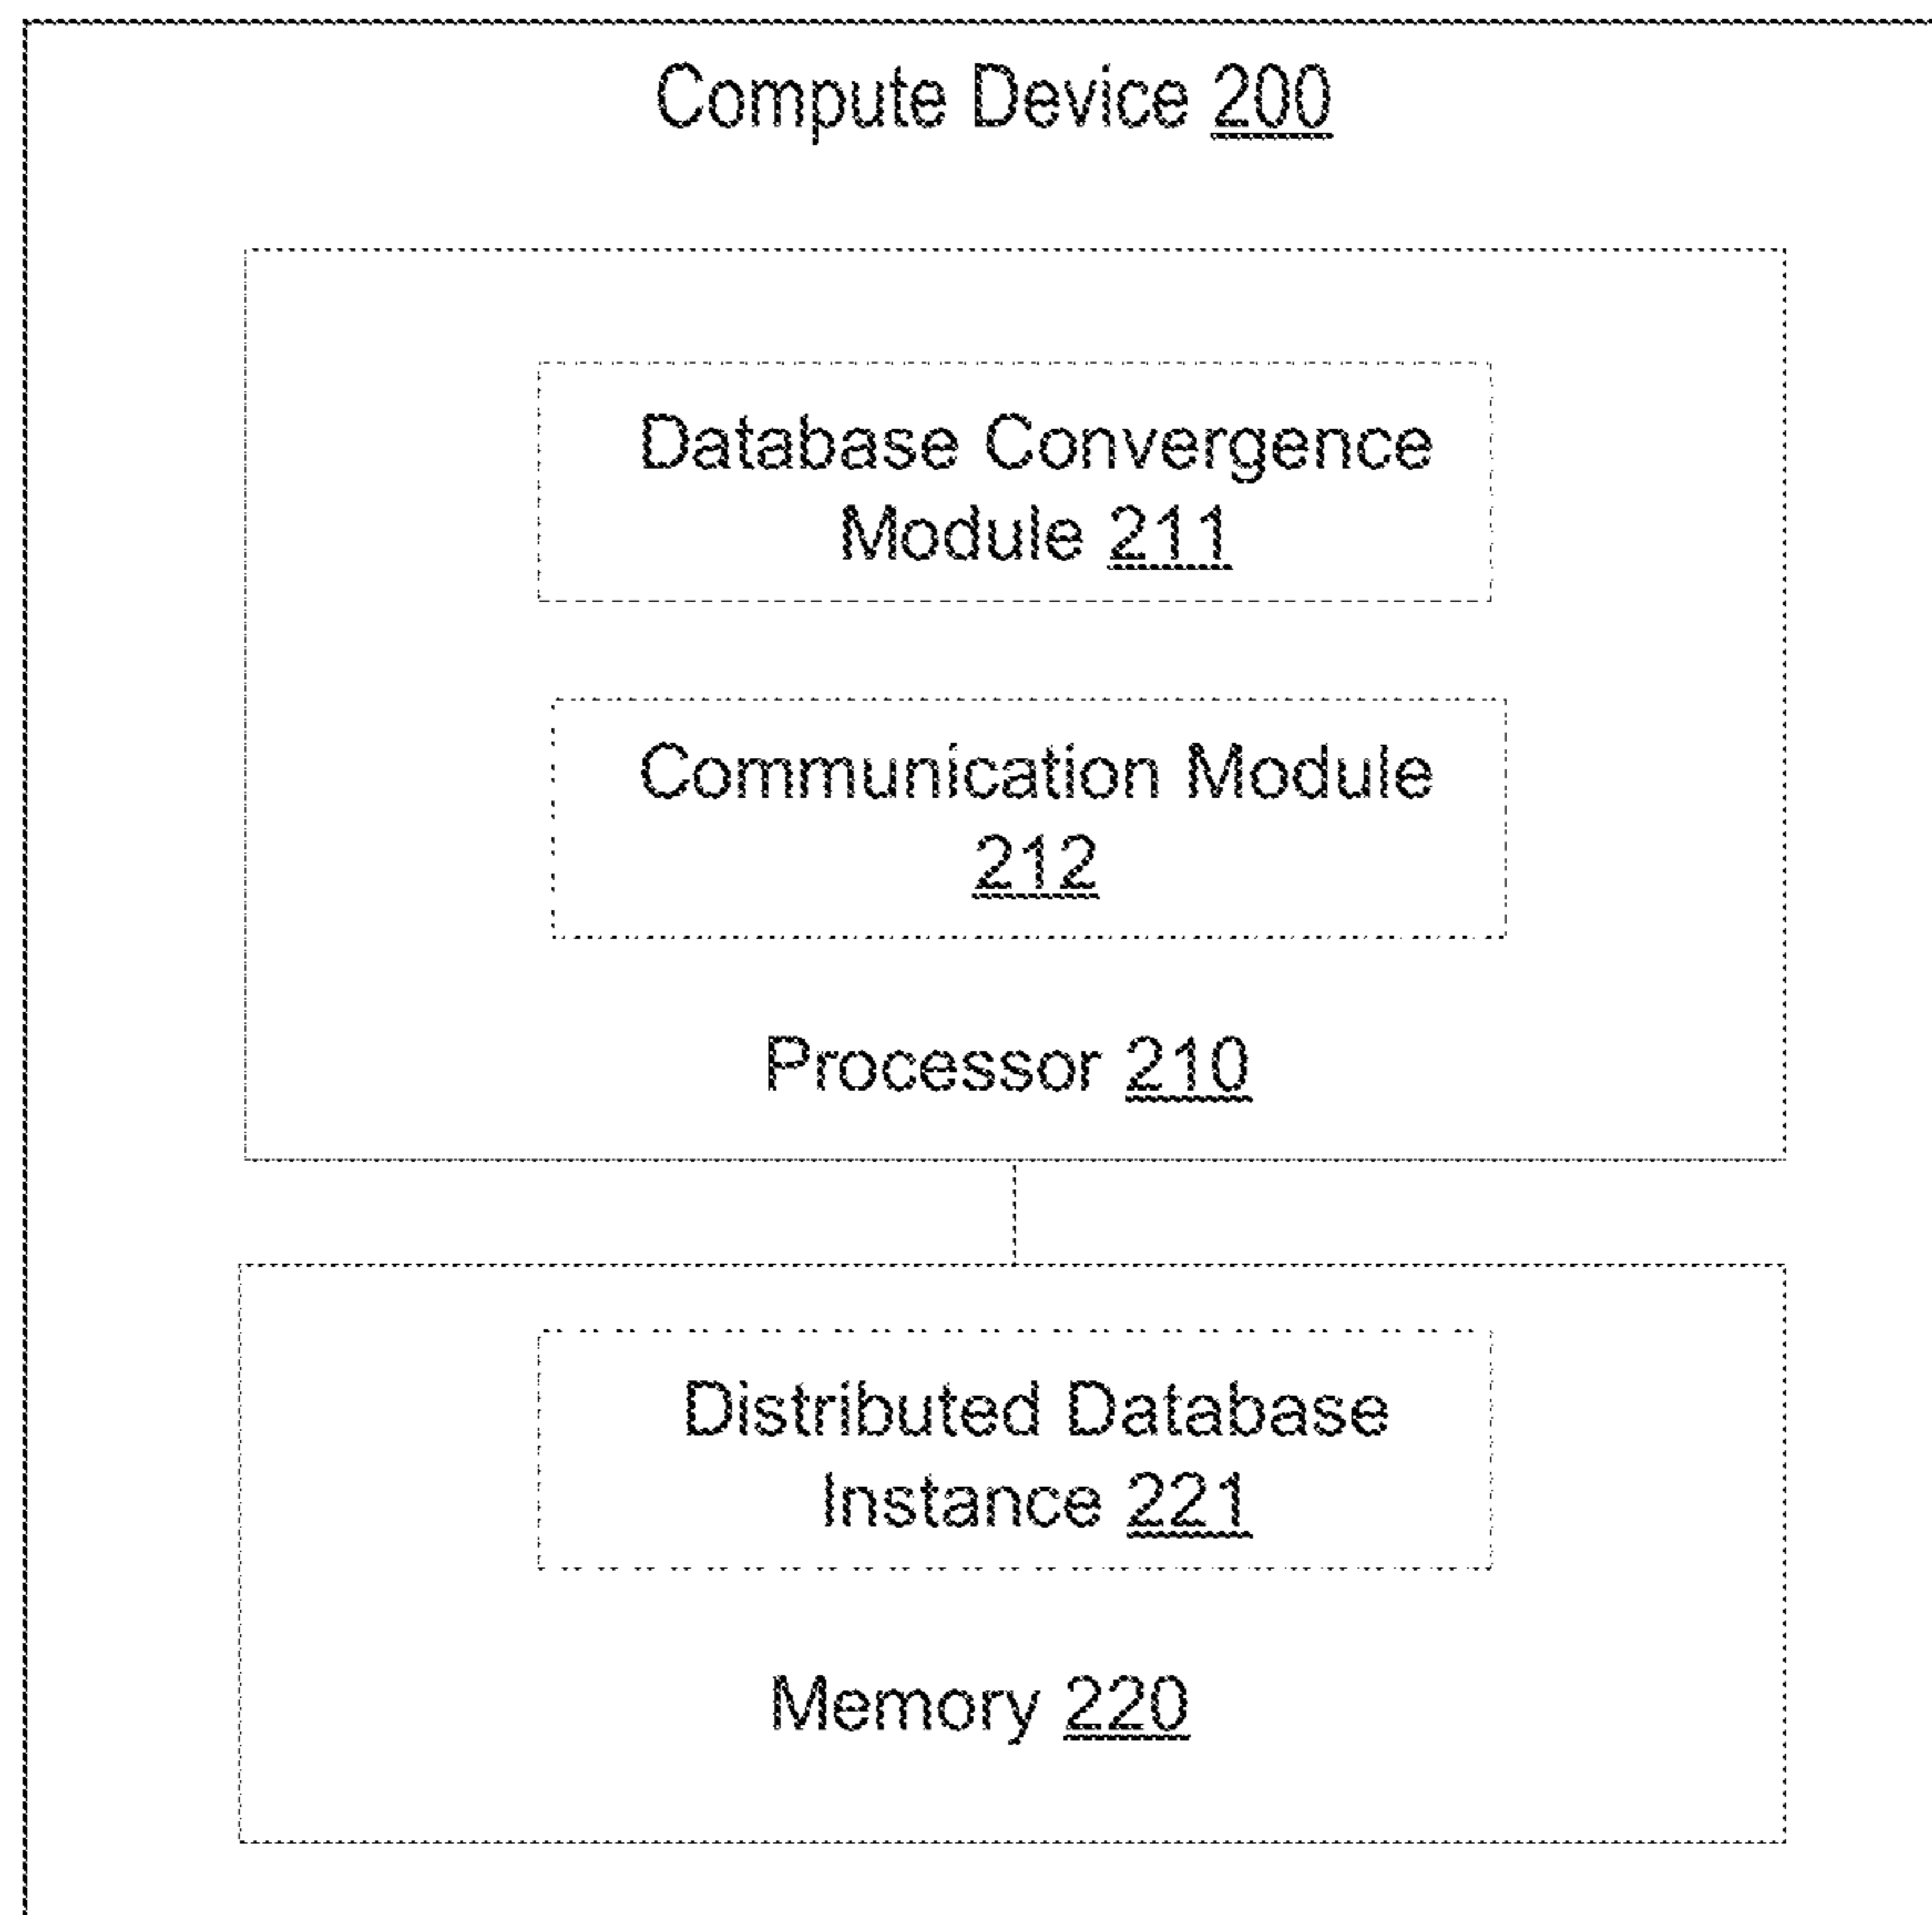 Compute Device 200
Database Convergence
Module 211
Communication Module
212
Processor 210
Distributed Database
Instance 221
Memory 220